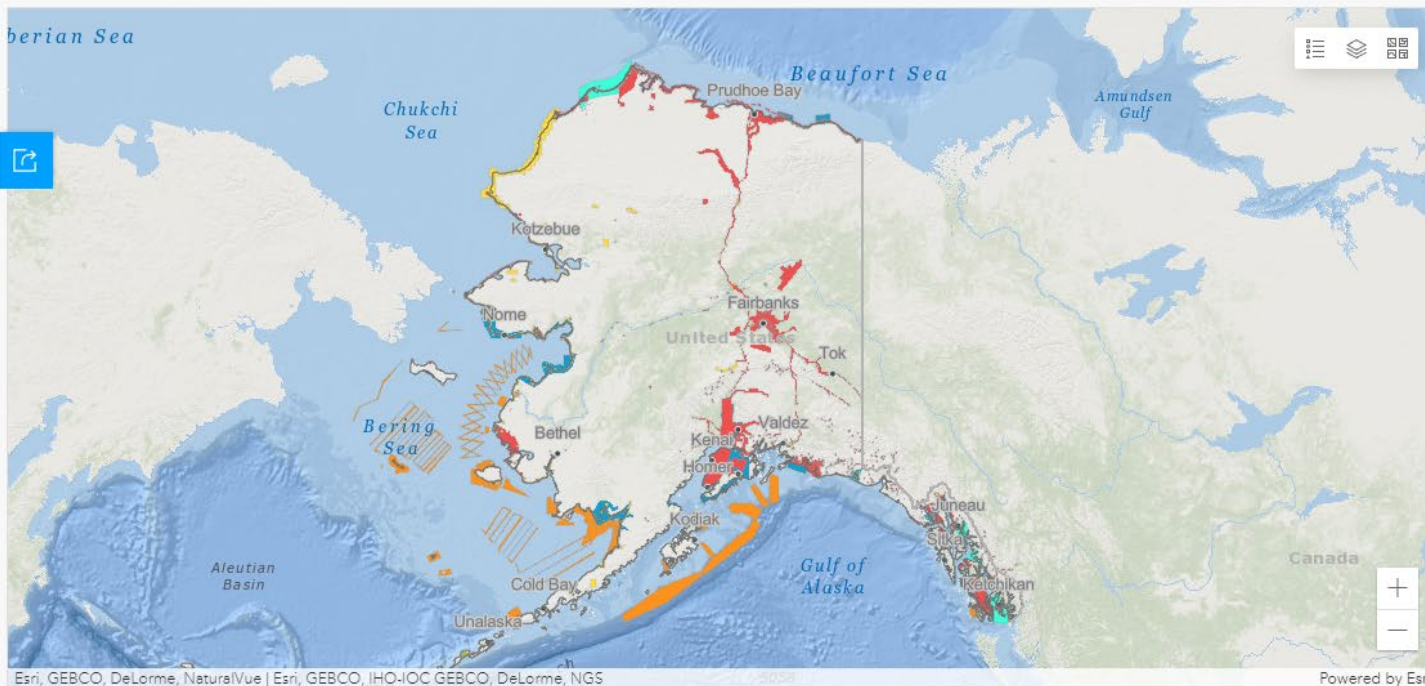 berian Sea
Beaufort Sea
Chukchi
Sea
Prudhoe Bay
Amundsen
Gulf
Kotzebue
Nome
Fairbanks
United States
Tok
Bering
Sea
Bethel
Valdez
Kenai
Homer
Kodiak
Juneau
Sitka
Gulf of
Alaska
Canada
Aleutian
Basin
Cold Bay
Ketchikan
Unalaska
Esri, GEBCO, DeLorme, NaturalVue | Esri, GEBCO, IHO-IOC GEBCO, DeLorme, NGS
Powered by Es